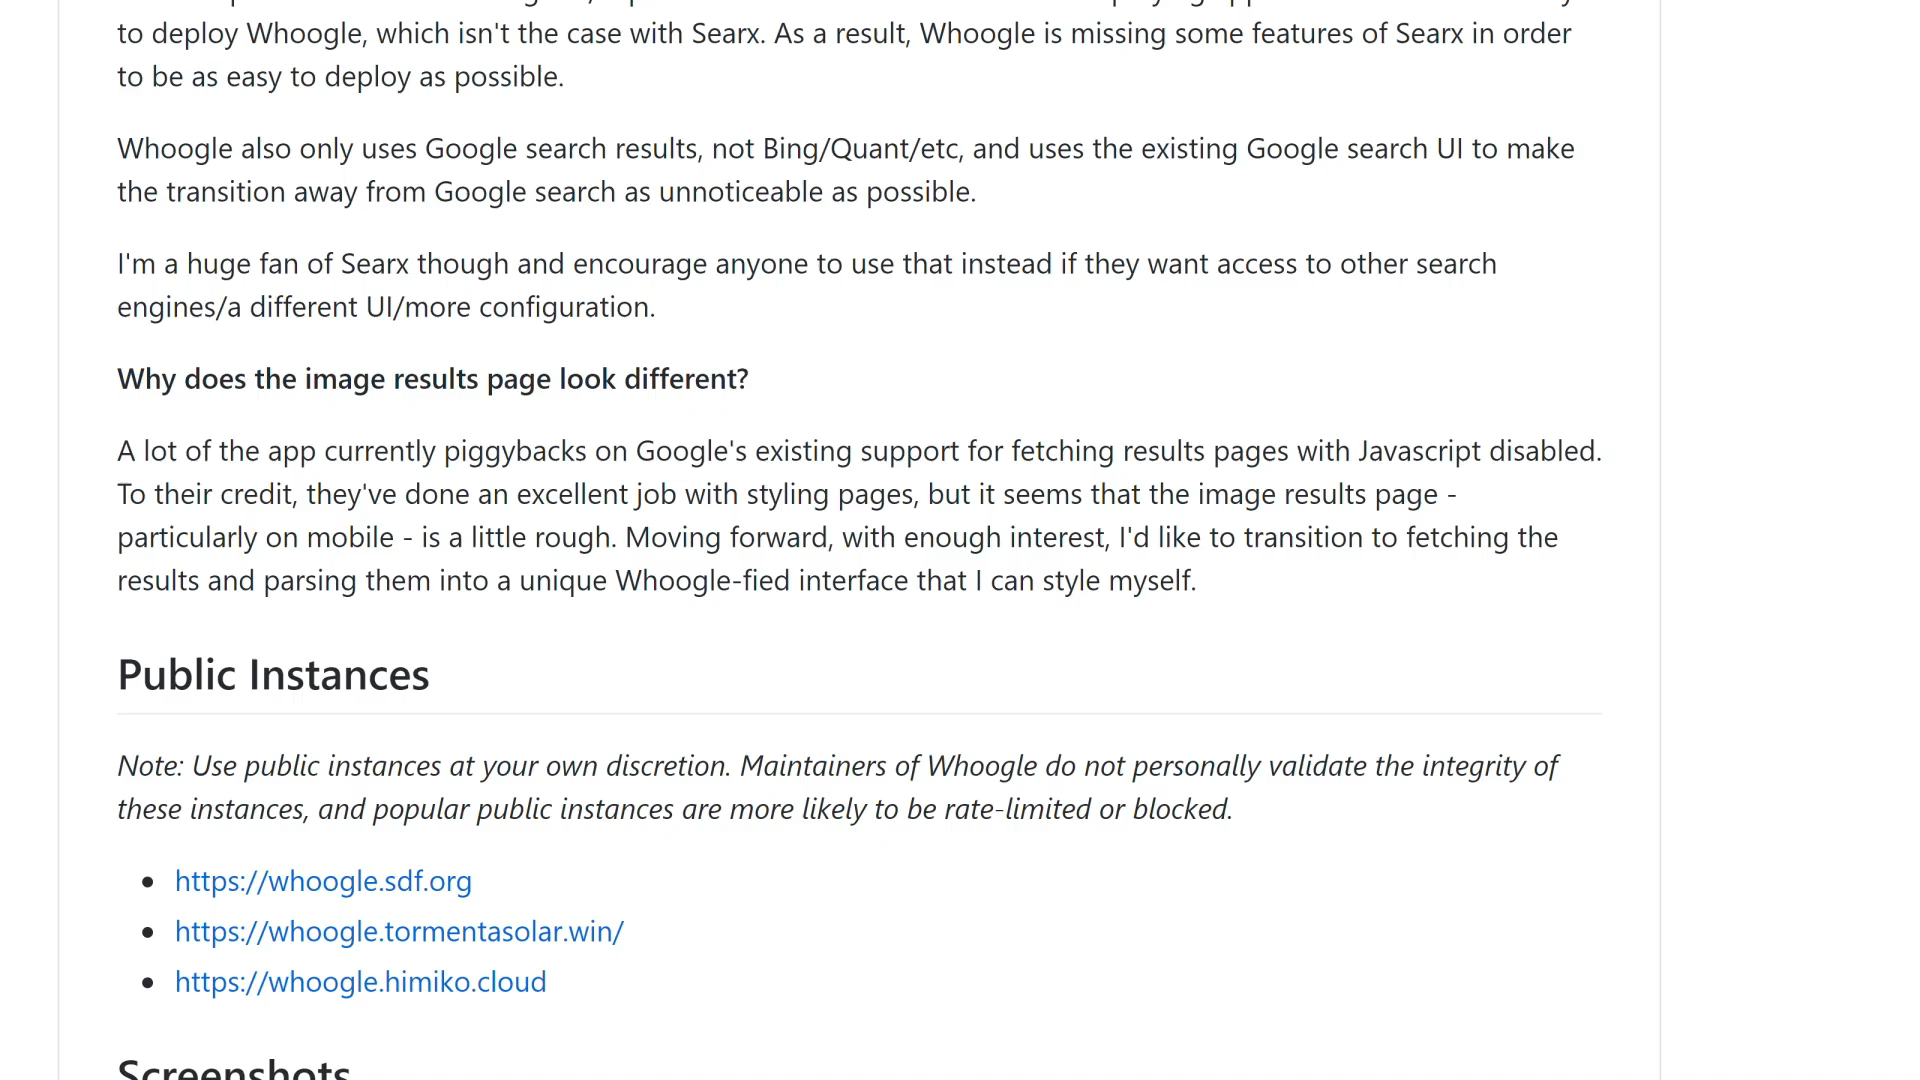 to deploy Whoogle, which isn't the case with Searx. As a result, Whoogle is missing some features of Searx in order
to be as easy to deploy as possible.
Whoogle also only uses Google search results, not Bing/Quant/etc, and uses the existing Google search UI to make
the transition away from Google search as unnoticeable as possible.
I'm a huge fan of Searx though and encourage anyone to use that instead if they want access to other search
engines/a different UI/more configuration.
Why does the image results page look different?
A lot of the app currently piggybacks on Google's existing support for fetching results pages with Javascript disabled.
To their credit, they've done an excellent job with styling pages, but it seems that the image results page -
particularly on mobile - is a little rough. Moving forward, with enough interest, I'd like to transition to fetching the
results and parsing them into a unique Whoogle-fied interface that I can style myself.
Public Instances
Note: Use public instances at your own discretion. Maintainers of Whoogle do not personally validate the integrity of
these instances, and popular public instances are more likely to be rate-limited or blocked.
• https://whoogle.sdf.org
• https://whoogle.tormentasolar.win/
• https://whoogle.himiko.cloud
Screenshots